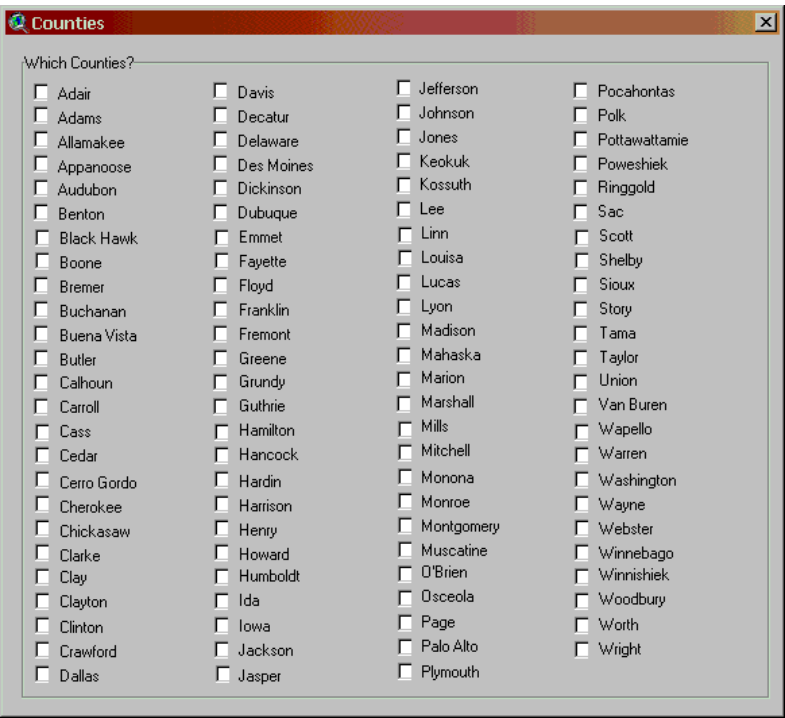 Counties
Which Counties?
Adair
Adams
Allamakee
Appanoose
Audubon
Benton
Black Hawk
Boone
Bremer
Buchanan
Buena Vista
Butler
Calhoun
Carroll
Cass
Cedar
Cerro Gordo
Cherokee
Chickasaw
Clarke
Clay
Clayton
Clinton
Crawford
Dallas
Davis
Decatur
Delaware
Des Moines
Dickinson
Dubuque
Emmet
Fayette
Floyd
Franklin
Fremont
Greene
Grundy
Guthrie
Hamilton
Hancock
Hardin
Harrison
Henry
Howard
Humboldt
Ida
Iowa
Jackson
Jasper
Jefferson
Johnson
Jones
Keokuk
Kossuth
Lee
Linn
Louisa
Lucas
Lyon
Madison
Mahaska
Marion
Marshall
Mills
Mitchell
Monona
Monroe
Montgomery
Muscatine
O'Brien
Osceola
Page
Palo Alto
Plymouth
Pocahontas
Polk
Pottawattamie
Poweshiek
Ringgold
Sac
Scott
Shelby
Sioux
Story
Tama
Taylor
Union
Van Buren
Wapello
Warren
Washington
Wayne
Webster
Winnebago
Winnishiek
Woodbury
Worth
Wright